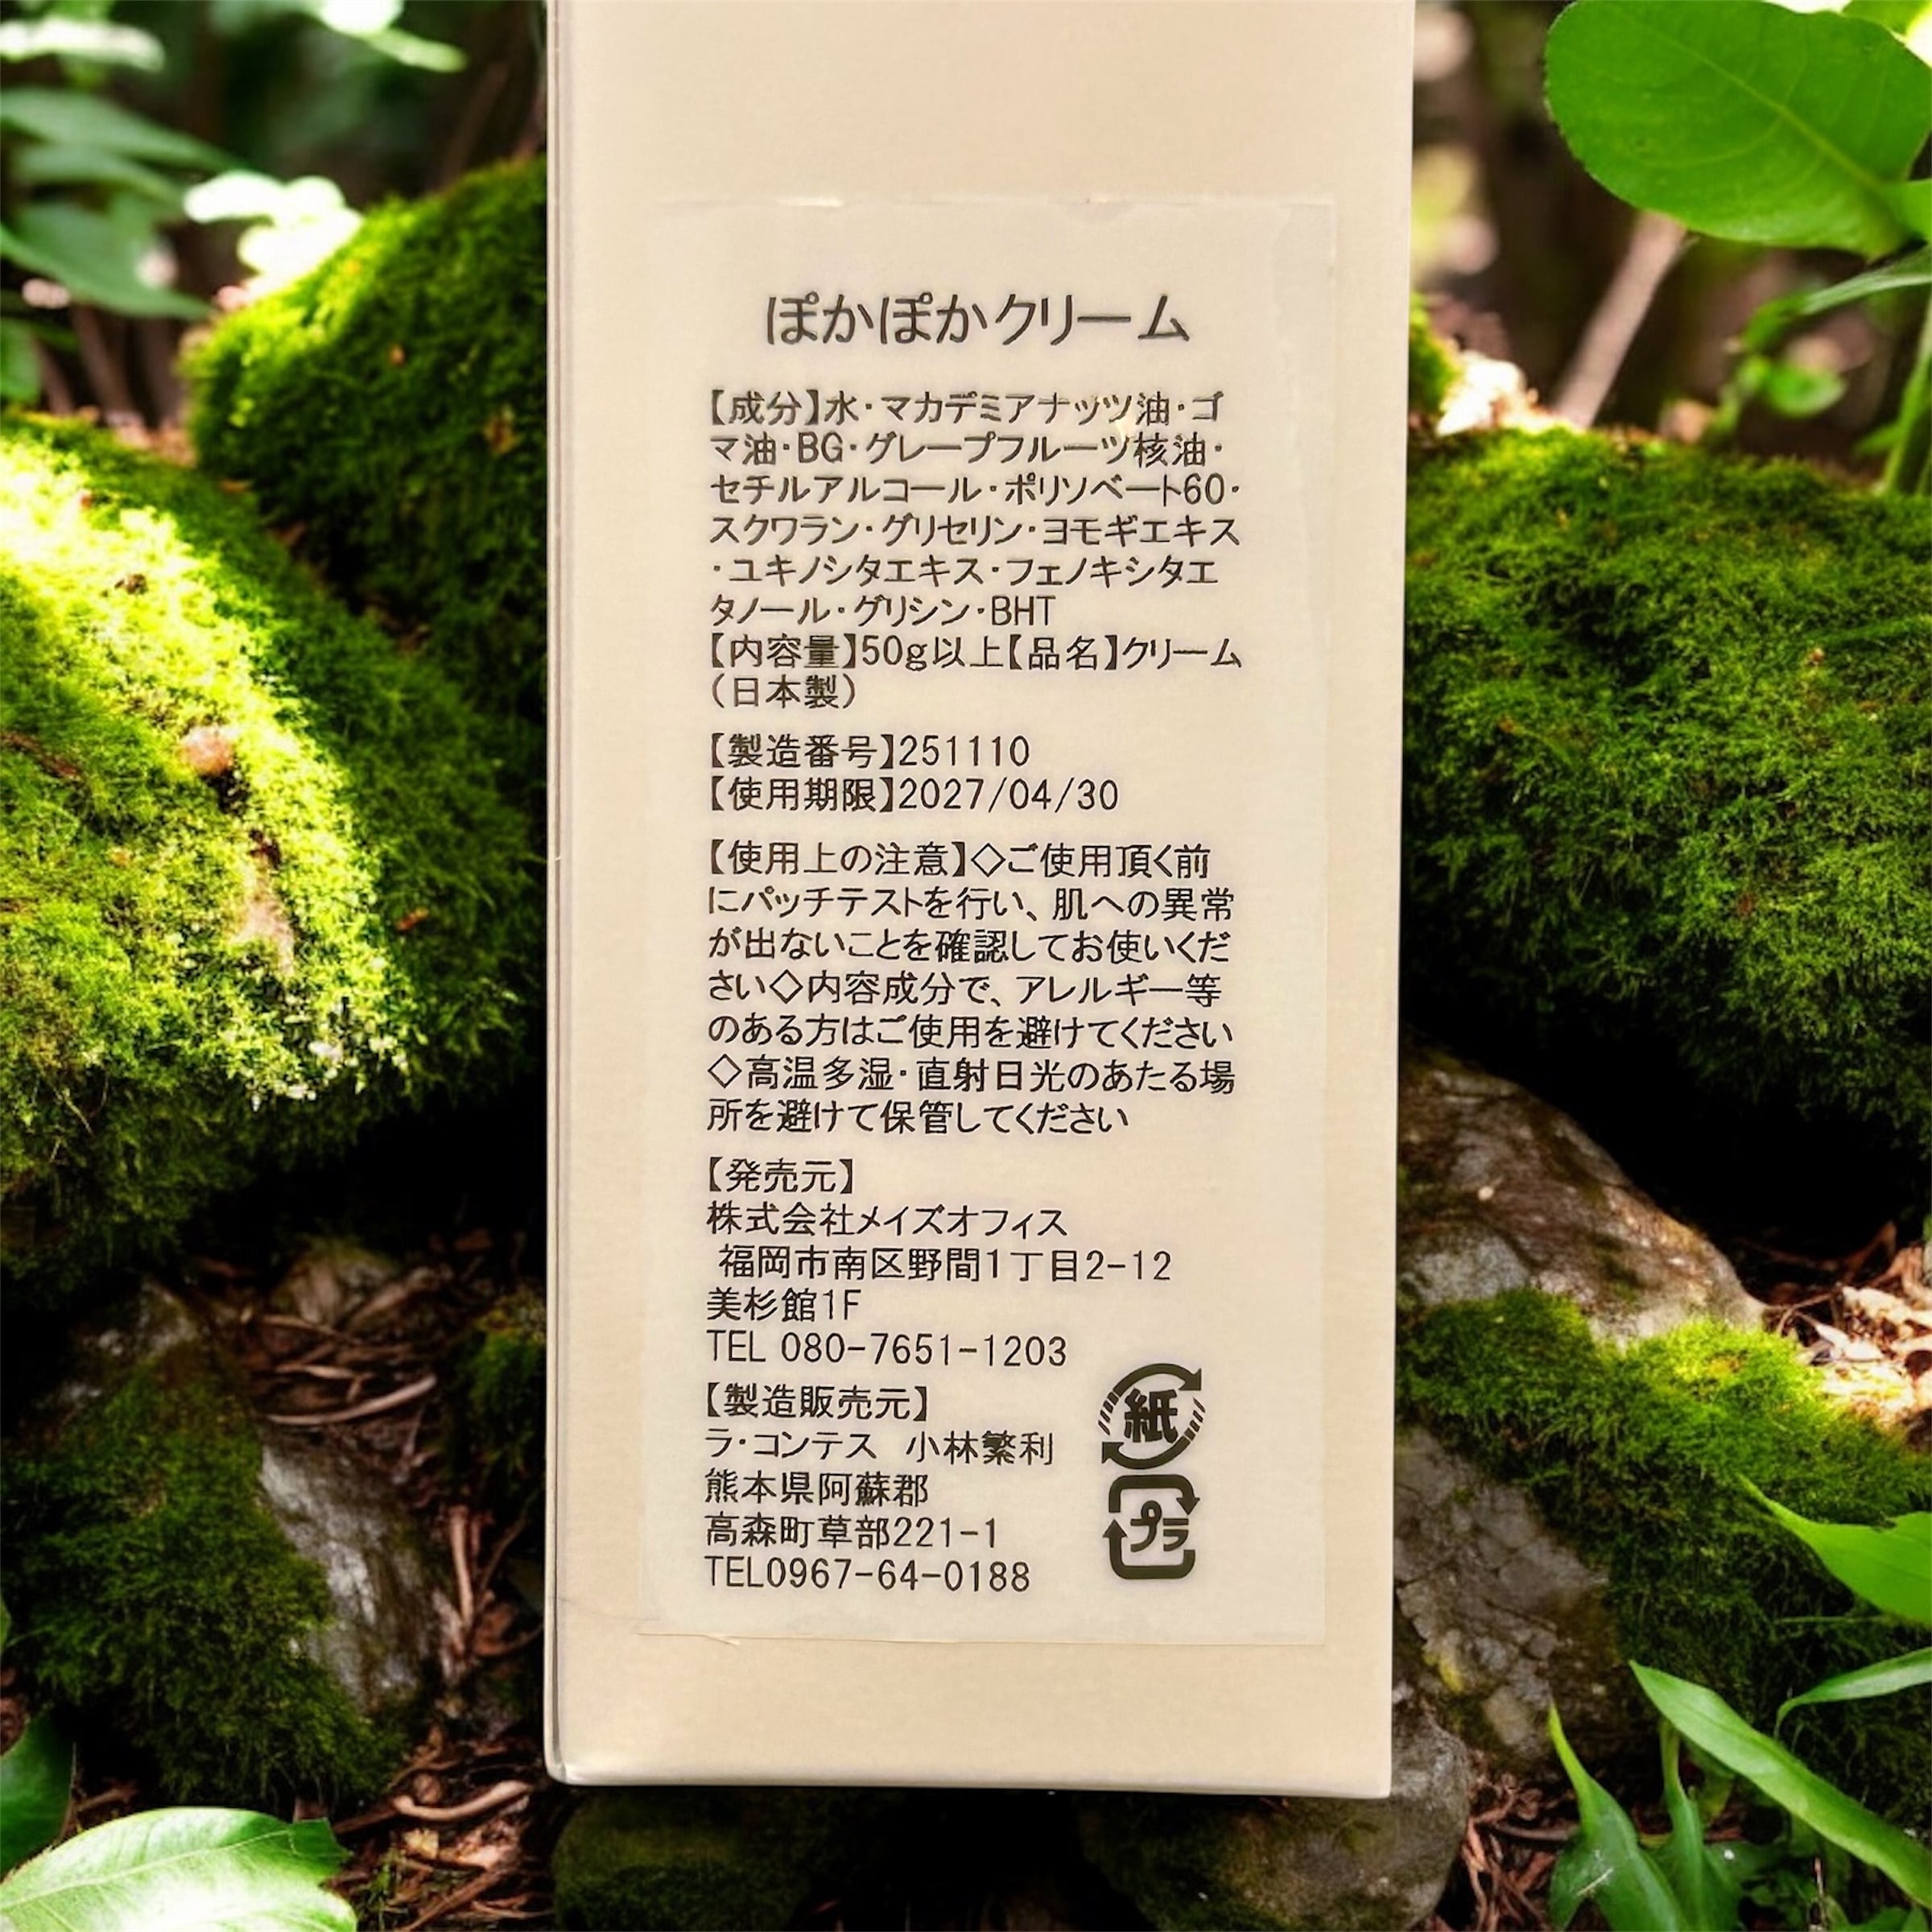 ぽかぽかクリーム
【成分】水・マカデミアナッツ油・ゴ
マ油・BG・グレープフルーツ核油・
セチルアルコール・ポリソベート60・
スクワラン・グリセリン・ヨモギエキス
・ユキノシタエキス・フェノキシタエ
タノール・グリシン・BHT
【内容量】50g以上【品名】クリーム
（日本製）
【製造番号】251110
【使用期限】2027/04/30
【使用上の注意】◇ご使用頂く前
にパッチテストを行い、肌への異常
が出ないことを確認してお使いくだ
さい◇内容成分で、アレルギー等
のある方はご使用を避けてください
◇高温多湿・直射日光のあたる場
所を避けて保管してください
【発売元】
株式会社メイズオフィス
福岡市南区野間1丁目2-12
美杉館1F
TEL 080-7651-1203
【製造販売元】
ラ・コンテス　小林繁利
熊本県阿蘇郡
高森町草部221-1
TEL0967-64-0188
紙
プラ